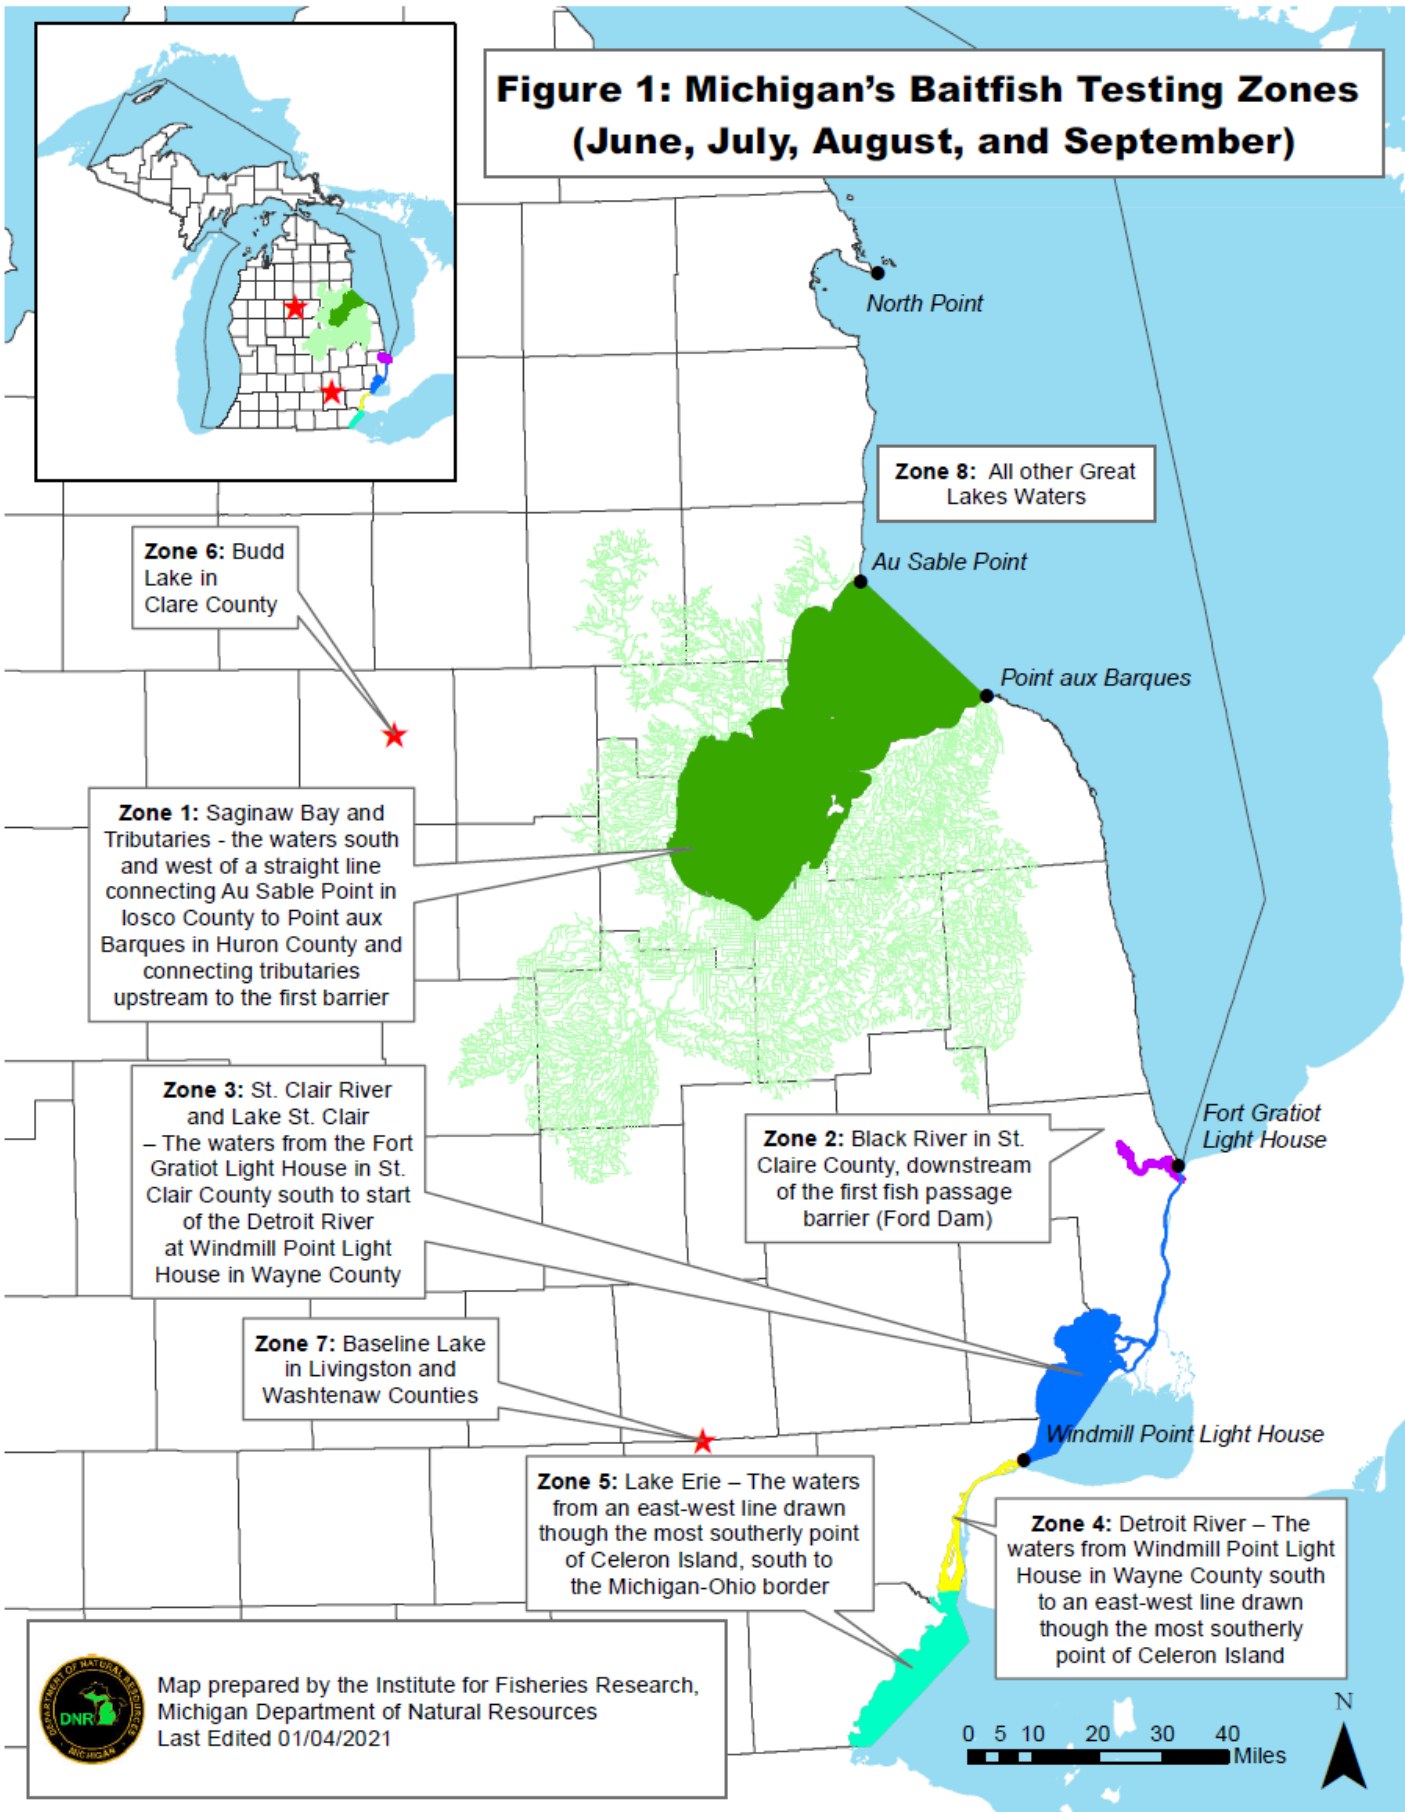 Figure 1: Michigan's Baitfish Testing Zones
(June, July, August, and September)
North Point
Zone 8: All other Great
Lakes Waters
Au Sable Point
Zone 6: Budd
Lake in
Clare County
Point aux Barques
Zone 1: Saginaw Bay and
Tributaries - the waters south
and west of a straight line
connecting Au Sable Point in
Iosco County to Point aux
Barques in Huron County and
connecting tributaries
upstream to the first barrier
Zone 3: St. Clair River
and Lake St. Clair
– The waters from the Fort
Gratiot Light House in St.
Clair County south to start
of the Detroit River
at Windmill Point Light
House in Wayne County
Zone 2: Black River in St.
Claire County, downstream
of the first fish passage
barrier (Ford Dam)
Fort Gratiot
Light House
Zone 7: Baseline Lake
in Livingston and
Washtenaw Counties
Windmill Point Light House
Zone 5: Lake Erie – The waters
from an east-west line drawn
though the most southerly point
of Celeron Island, south to
the Michigan-Ohio border
Zone 4: Detroit River – The
waters from Windmill Point Light
House in Wayne County south
to an east-west line drawn
though the most southerly
point of Celeron Island
DEPARTMENT OF NATURAL RESOURCES
DNR
MICHIGAN
Map prepared by the Institute for Fisheries Research,
Michigan Department of Natural Resources
Last Edited 01/04/2021
N
0 5 10 20 30 40
Miles